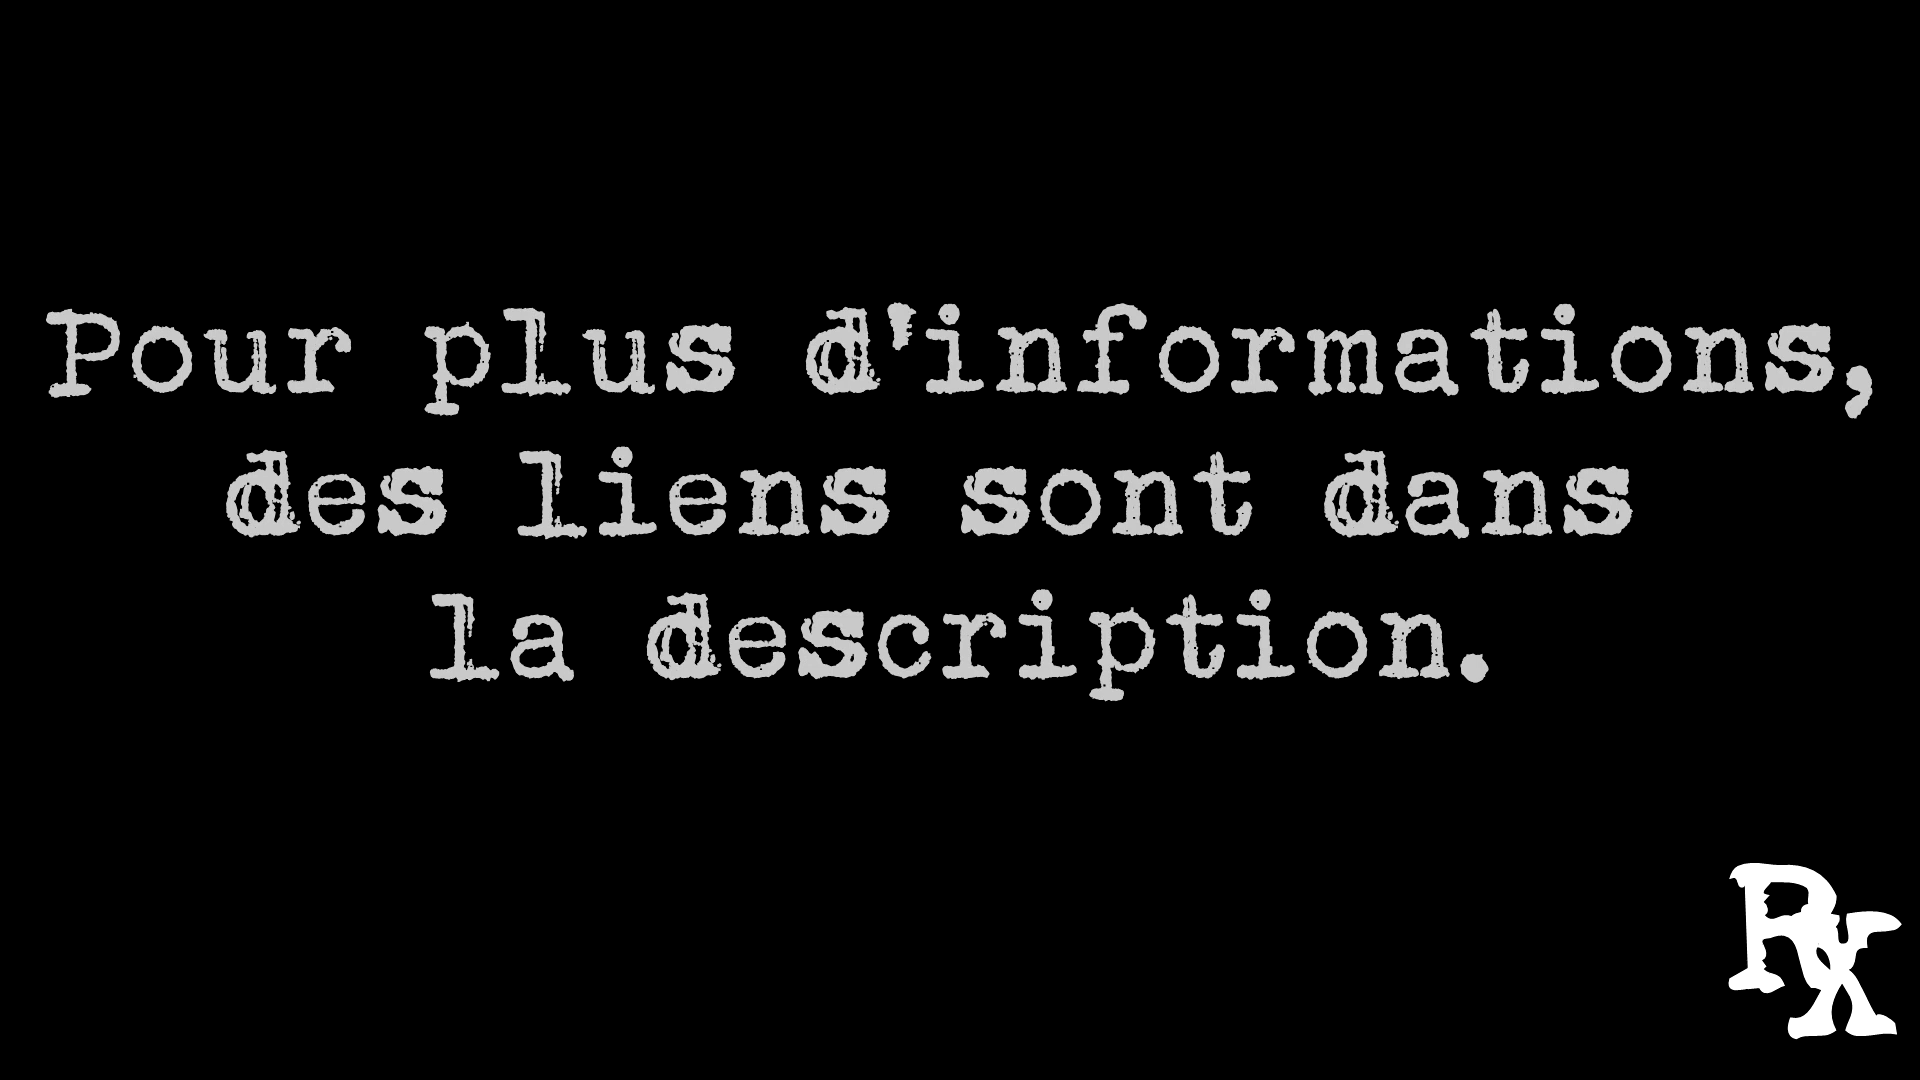 Pour plus d'informations,
des liens sont dans
la description.
Rx